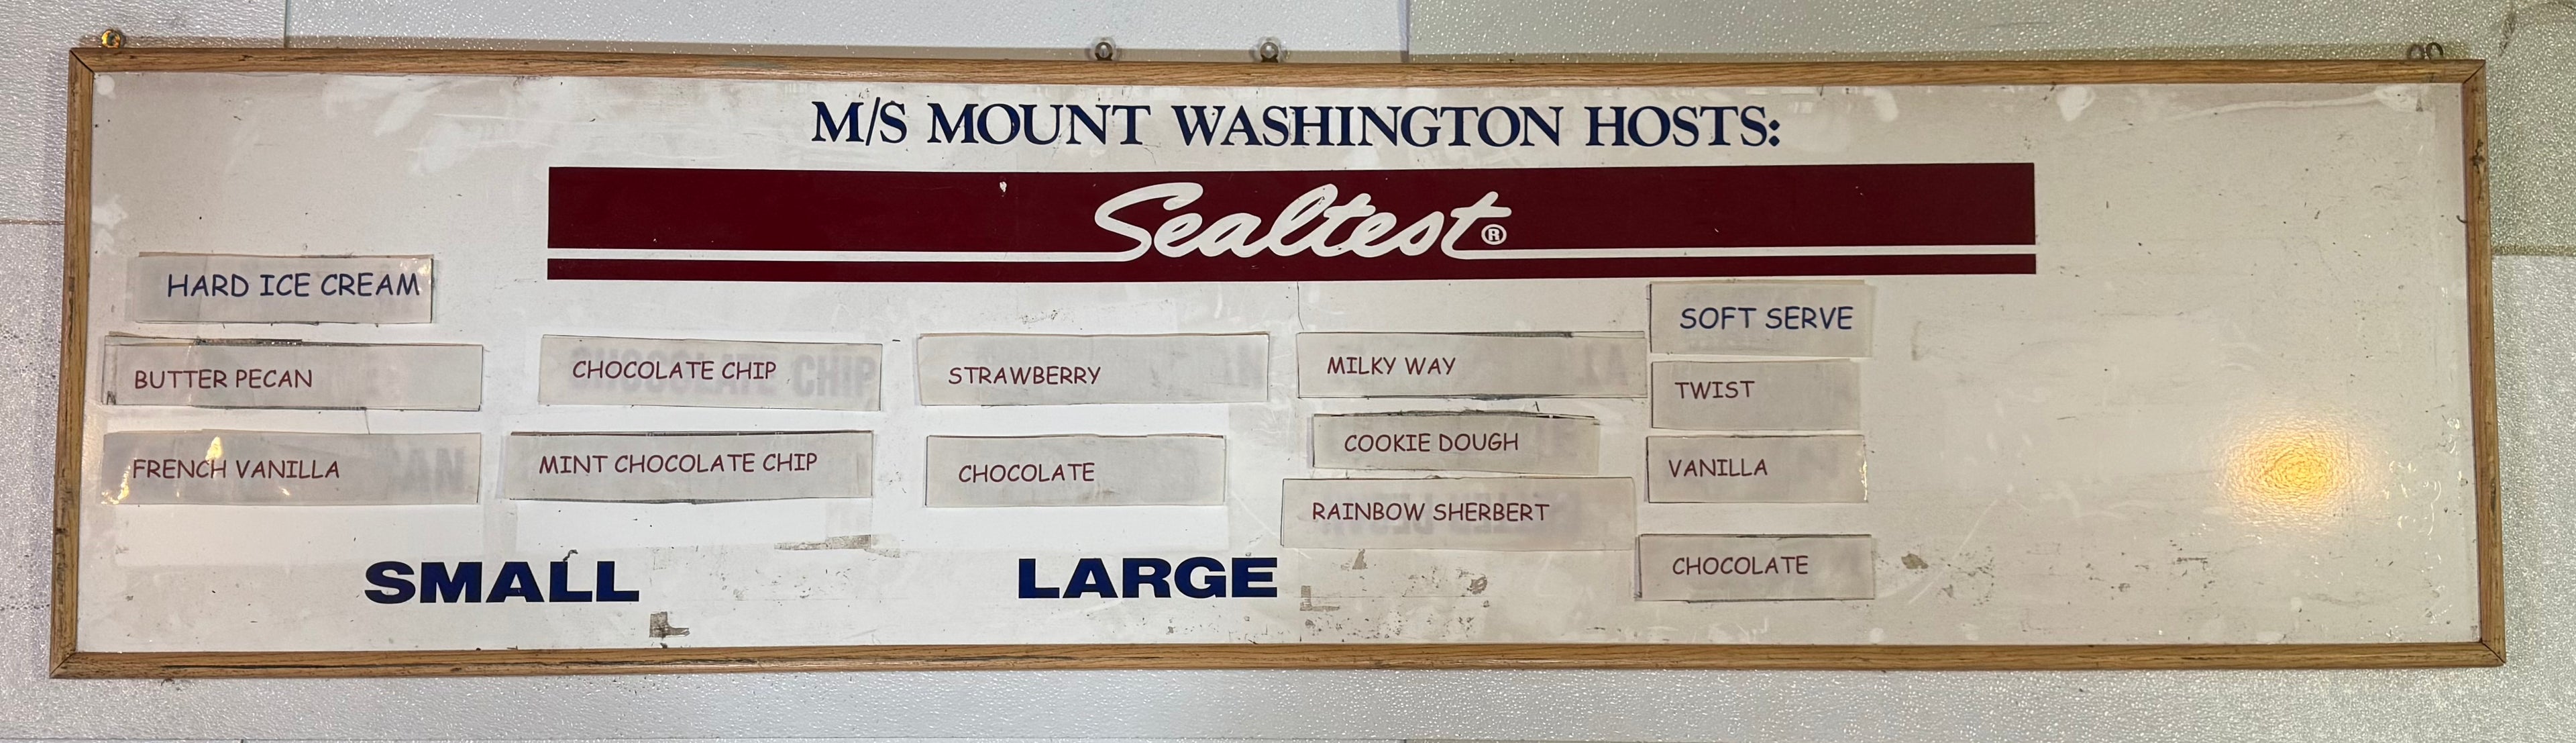 M/S MOUNT WASHINGTON HOSTS:
Sealtest®
HARD ICE CREAM
BUTTER PECAN
FRENCH VANILLA
CHOCOLATE CHIP
MINT CHOCOLATE CHIP
STRAWBERRY
CHOCOLATE
MILKY WAY
COOKIE DOUGH
RAINBOW SHERBERT
SOFT SERVE
TWIST
VANILLA
CHOCOLATE
SMALL
LARGE